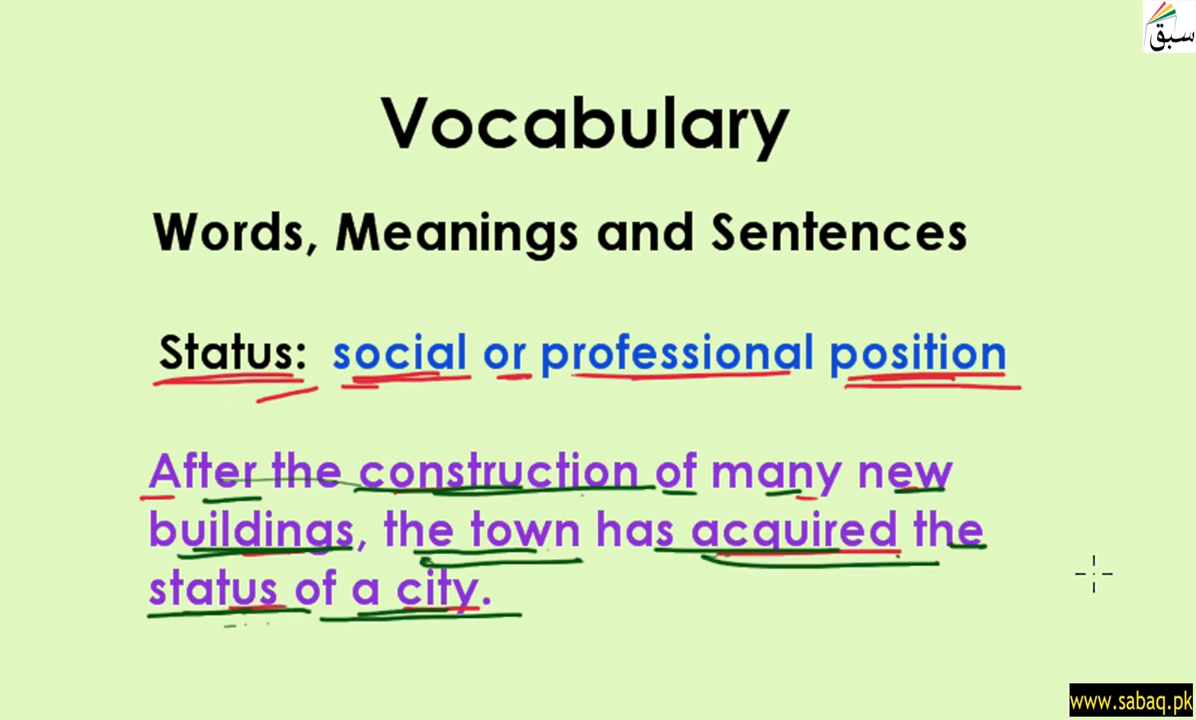 سبق
Vocabulary
Words, Meanings and Sentences
Status: social or professional position
After the construction of many new
buildings, the town has acquired the
status of a city.
www.sabaq.pk